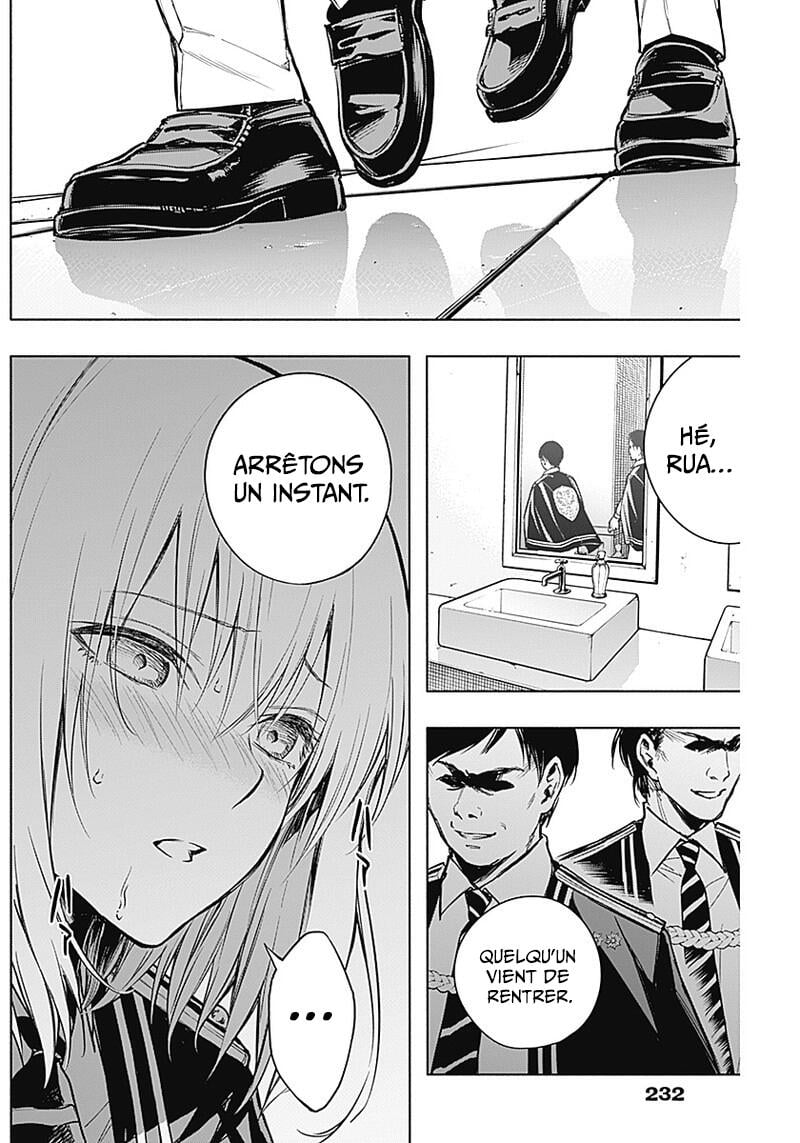 HÉ,
RUA...
QUELQU'UN
VIENT DE
RENTRER.
ARRÊTONS
UN INSTANT.
...
232